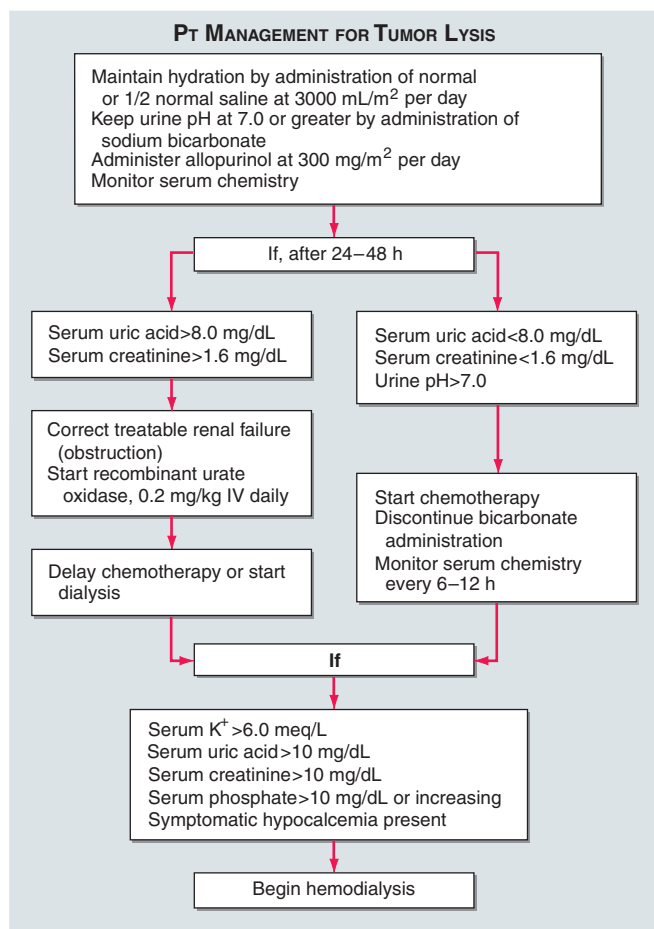 PT MANAGEMENT FOR TUMOR LYSIS
Maintain hydration by administration of normal
or 1/2 normal saline at 3000 mL/m² per day
Keep urine pH at 7.0 or greater by administration of
sodium bicarbonate
Administer allopurinol at 300 mg/m² per day
Monitor serum chemistry
If, after 24–48 h
Serum uric acid>8.0 mg/dL
Serum creatinine>1.6 mg/dL
Serum uric acid<8.0 mg/dL
Serum creatinine<1.6 mg/dL
Urine pH>7.0
Correct treatable renal failure
(obstruction)
Start recombinant urate
oxidase, 0.2 mg/kg IV daily
Start chemotherapy
Discontinue bicarbonate
administration
Monitor serum chemistry
every 6–12 h
Delay chemotherapy or start
dialysis
If
Serum K⁺>6.0 meq/L
Serum uric acid>10 mg/dL
Serum creatinine>10 mg/dL
Serum phosphate>10 mg/dL or increasing
Symptomatic hypocalcemia present
Begin hemodialysis